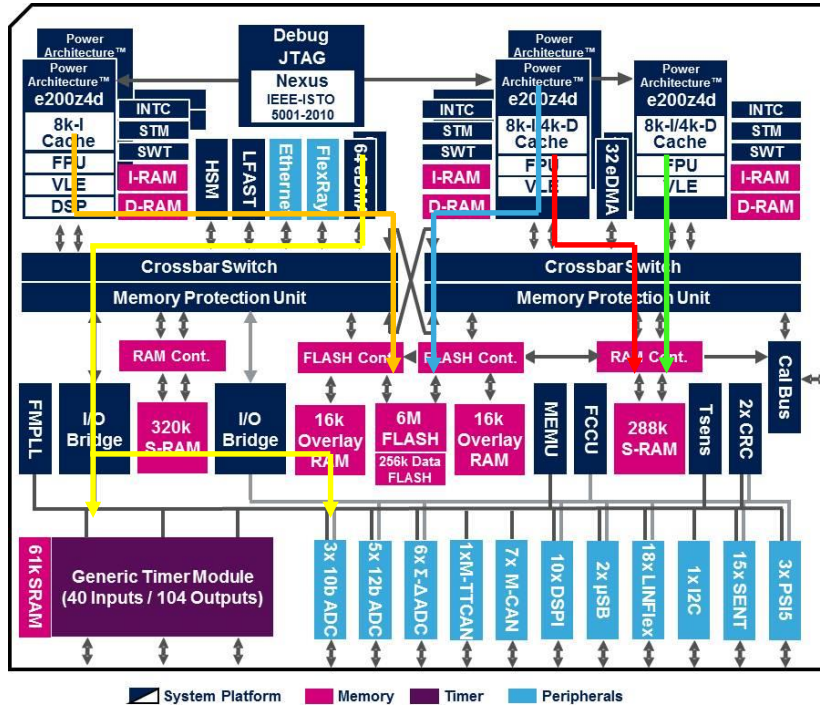 Power
Architecture™
Power
Architecture™
e200z4d
8k-I
Cache
FPU
VLE
DSP
INTC
STM
SWT
I-RAM
D-RAM
Debug
JTAG
Nexus
IEEE-ISTO
5001-2010
HSM
LFAST
Ethernet
FlexRay
64 eDMA
Power
Architecture™
Power
Architecture™
e200z4d
8k-I/4k-D
Cache
FPU
VLE
INTC
STM
SWT
I-RAM
D-RAM
32 eDMA
Power
Architecture™
e200z4d
8k-I/4k-D
Cache
FPU
VLE
INTC
STM
SWT
I-RAM
D-RAM
Crossbar Switch
Memory Protection Unit
Crossbar Switch
Memory Protection Unit
RAM Cont.
FLASH Cont.
FLASH Cont.
RAM Cont.
Cal Bus
FMPLL
I/O
Bridge
320k
S-RAM
I/O
Bridge
16k
Overlay
RAM
6M
FLASH
256k Data
FLASH
16k
Overlay
RAM
MEMU
FCCU
288k
S-RAM
Tsens
2x CRC
61k SRAM
Generic Timer Module
(40 Inputs / 104 Outputs)
3x 10b ADC
5x 12b ADC
6x Σ-Δ ADC
1xM-TTCAN
7x M-CAN
10x DSPI
2x µSB
18x LINFlex
1x I2C
15x SENT
3x PSI5
System Platform
Memory
Timer
Peripherals